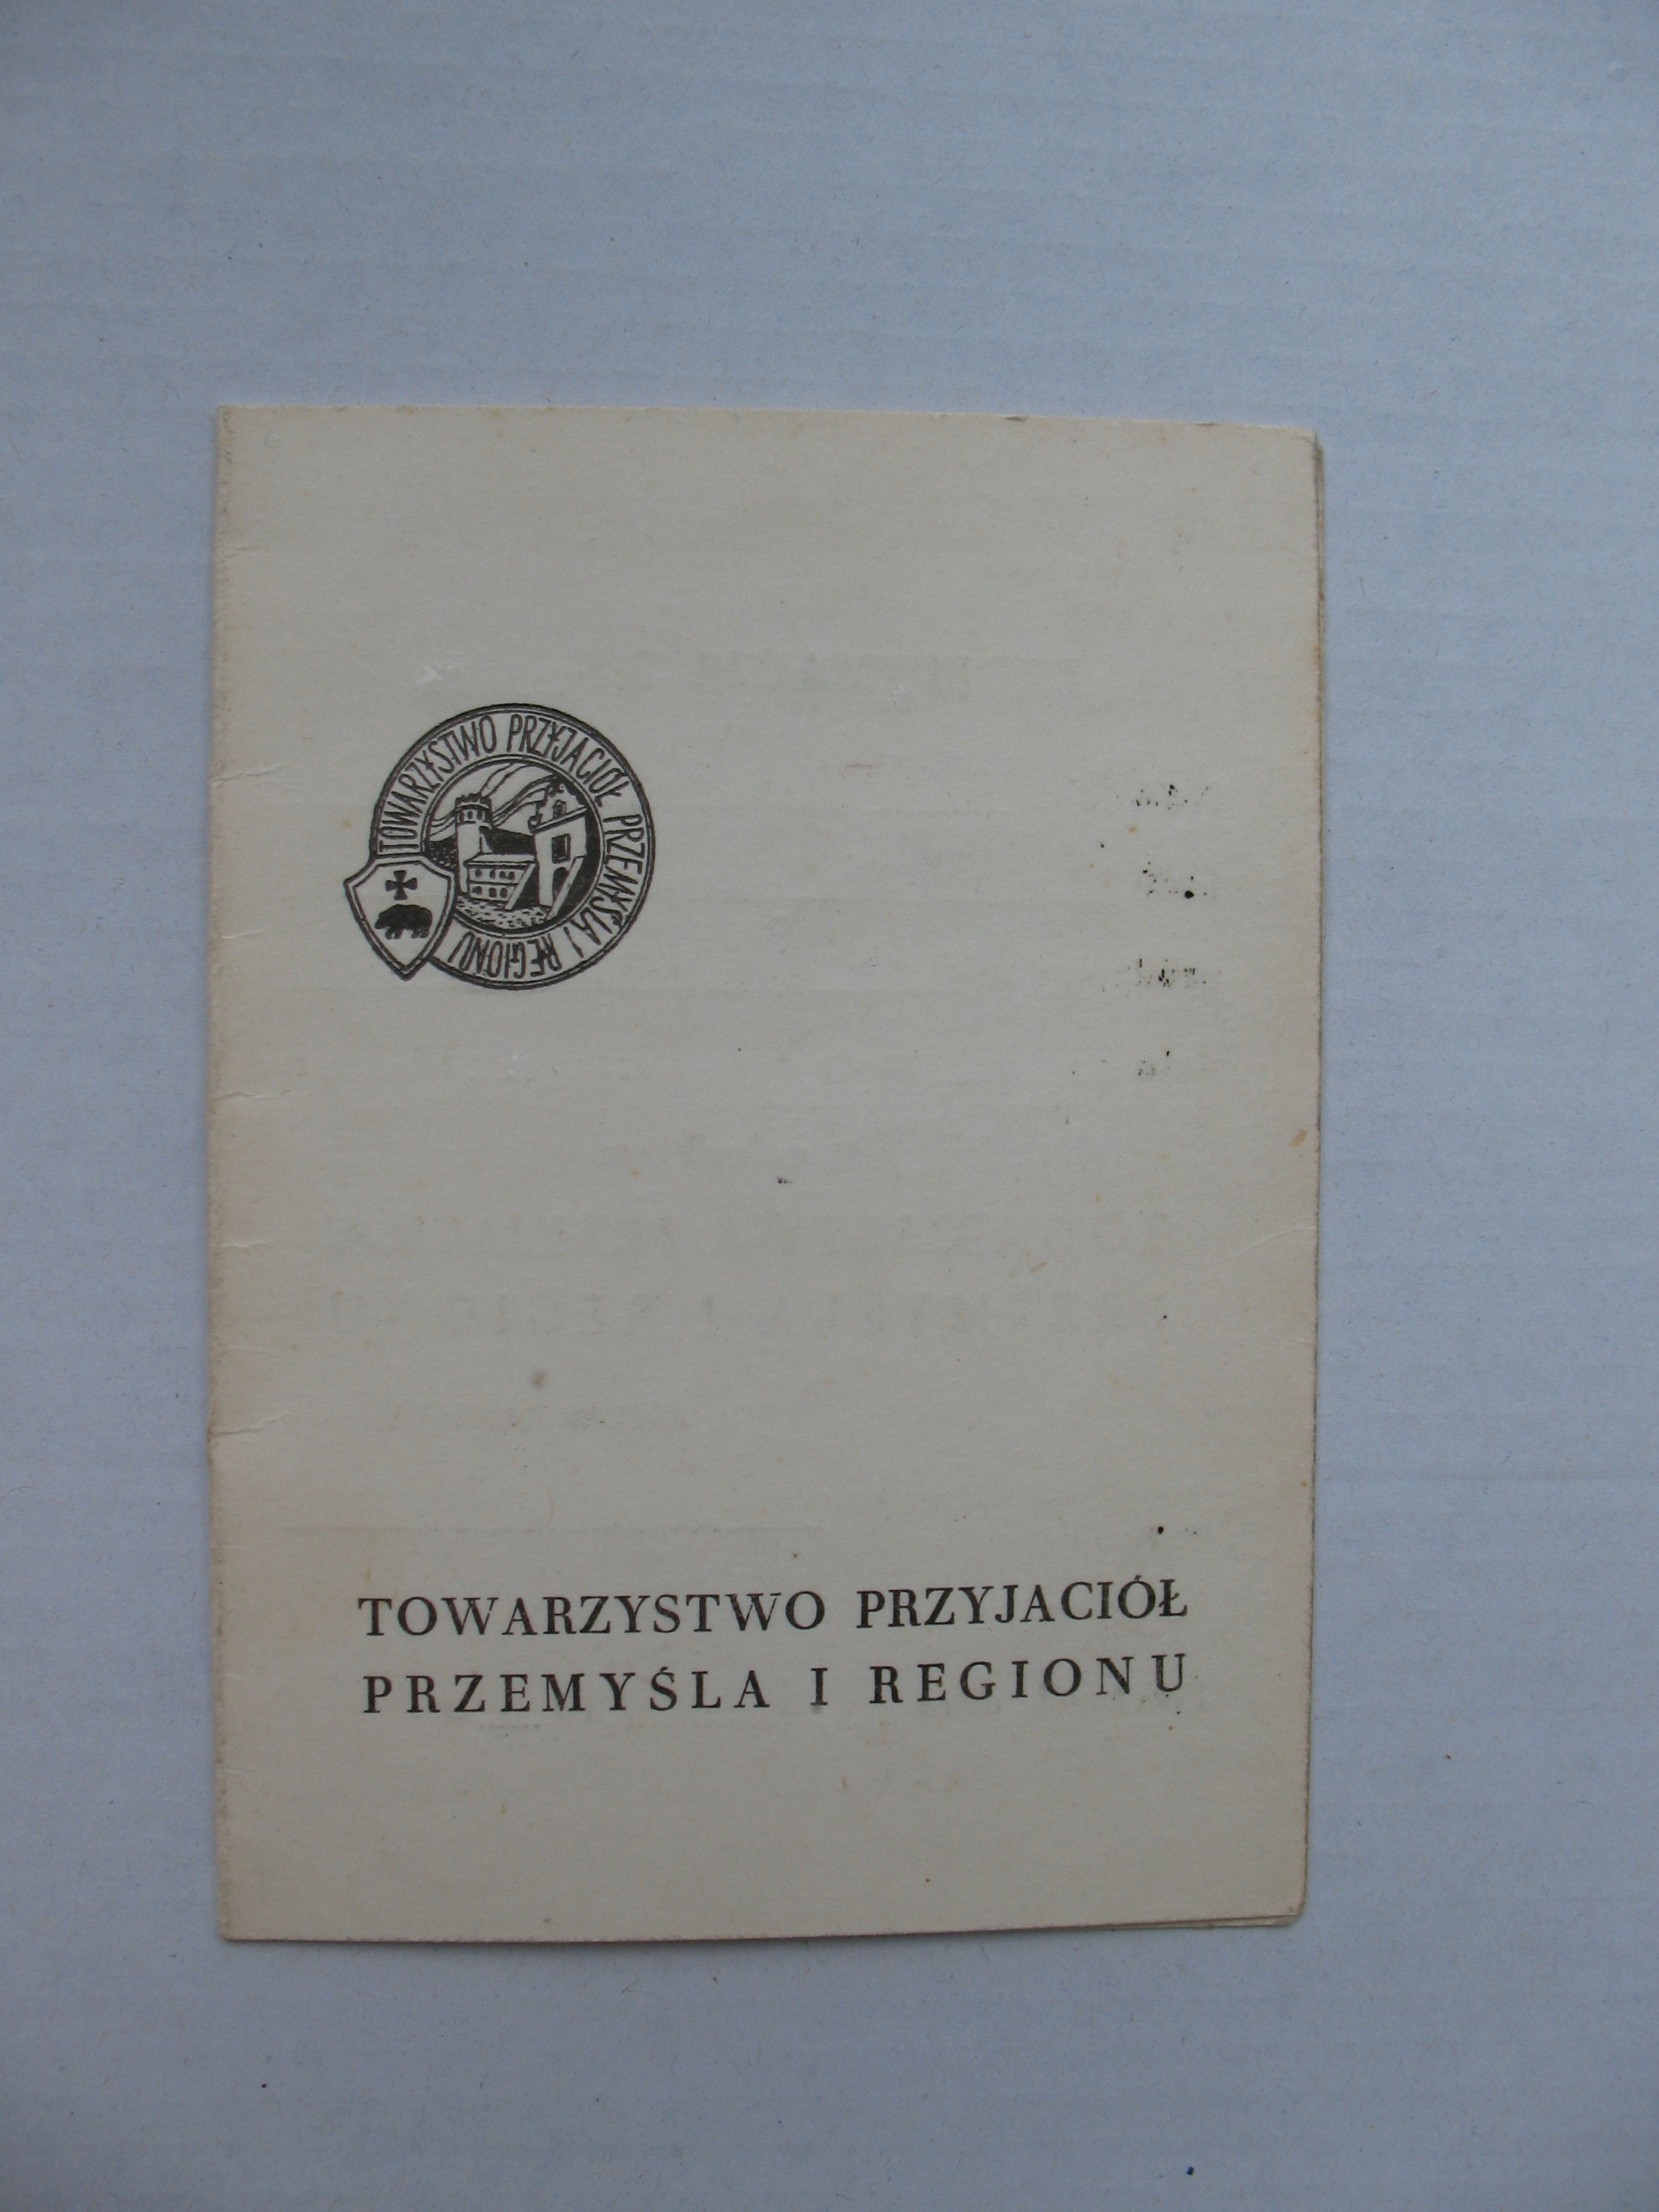 TOWARZYSTWO PRZYJACIÓŁ PRZEMYŚLA I REGIONU
TOWARZYSTWO PRZYJACIÓŁ
PRZEMYŚLA I REGIONU